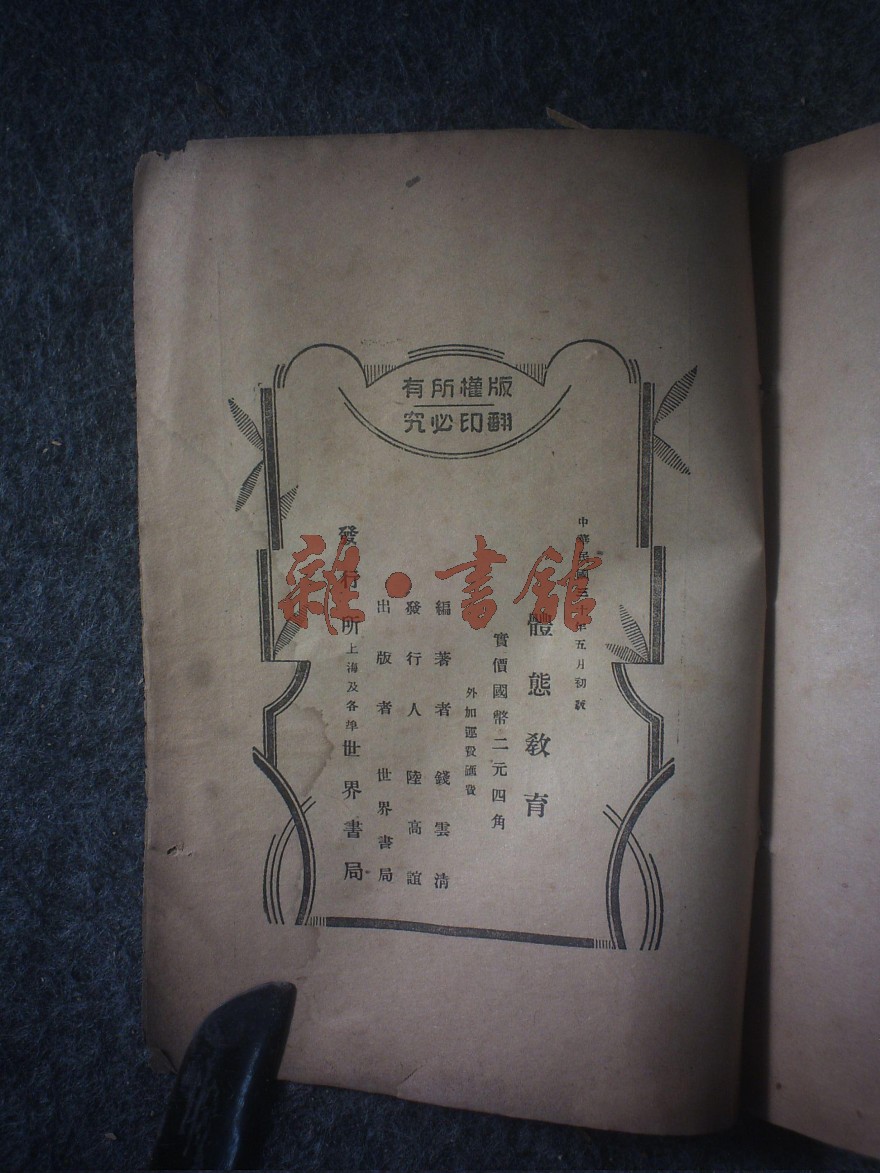 版權所有
翻印必究
中華民國三十年五月初版
體態教育
實價國幣二元四角
外加運費匯費
編著者 錢雲清
發行人 陸高誼
出版者 世界書局
發行所 上海及各埠 世界書局
雜·書館